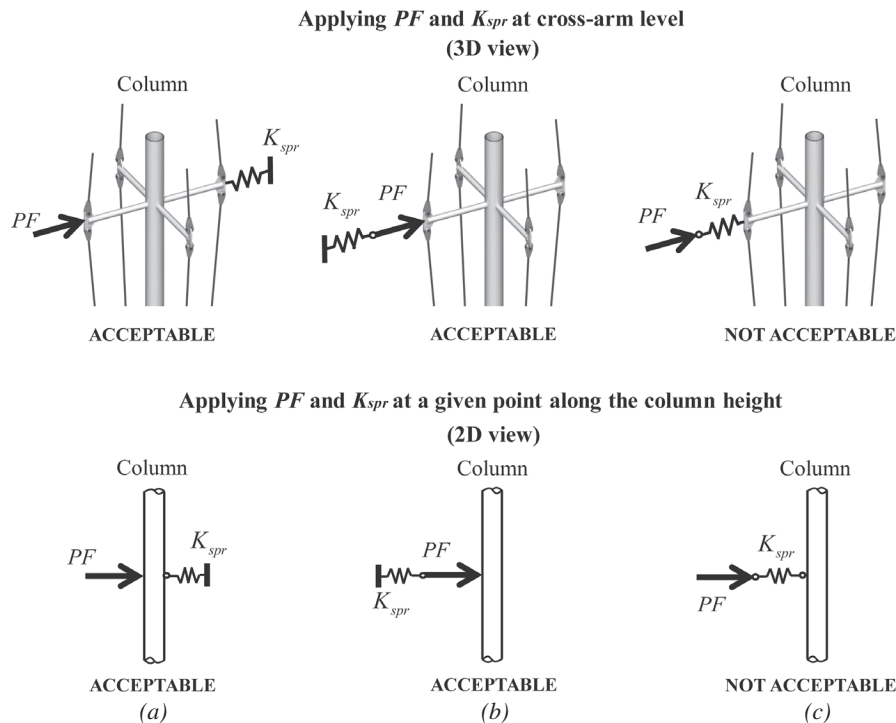 Applying PF and Kspr at cross-arm level
(3D view)
Column
Column
Column
Kspr
PF
Kspr
PF
Kspr
PF
ACCEPTABLE
ACCEPTABLE
NOT ACCEPTABLE
Applying PF and Kspr at a given point along the column height
(2D view)
Column
Column
Column
PF
Kspr
PF
Kspr
Kspr
PF
ACCEPTABLE
ACCEPTABLE
NOT ACCEPTABLE
(a)
(b)
(c)